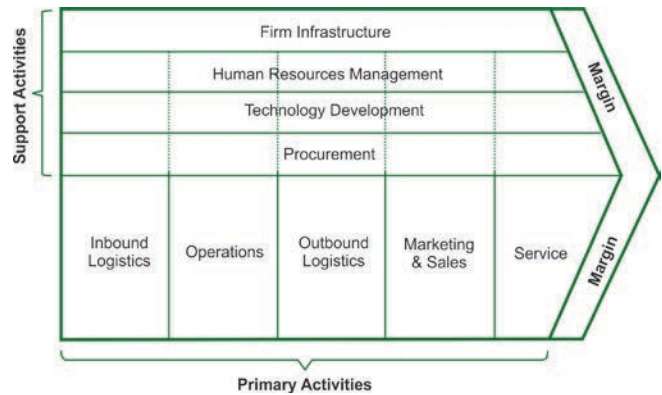 Support Activities
Firm Infrastructure
Human Resources Management
Technology Development
Procurement
Margin
Inbound
Logistics
Operations
Outbound
Logistics
Marketing
& Sales
Service
Margin
Primary Activities